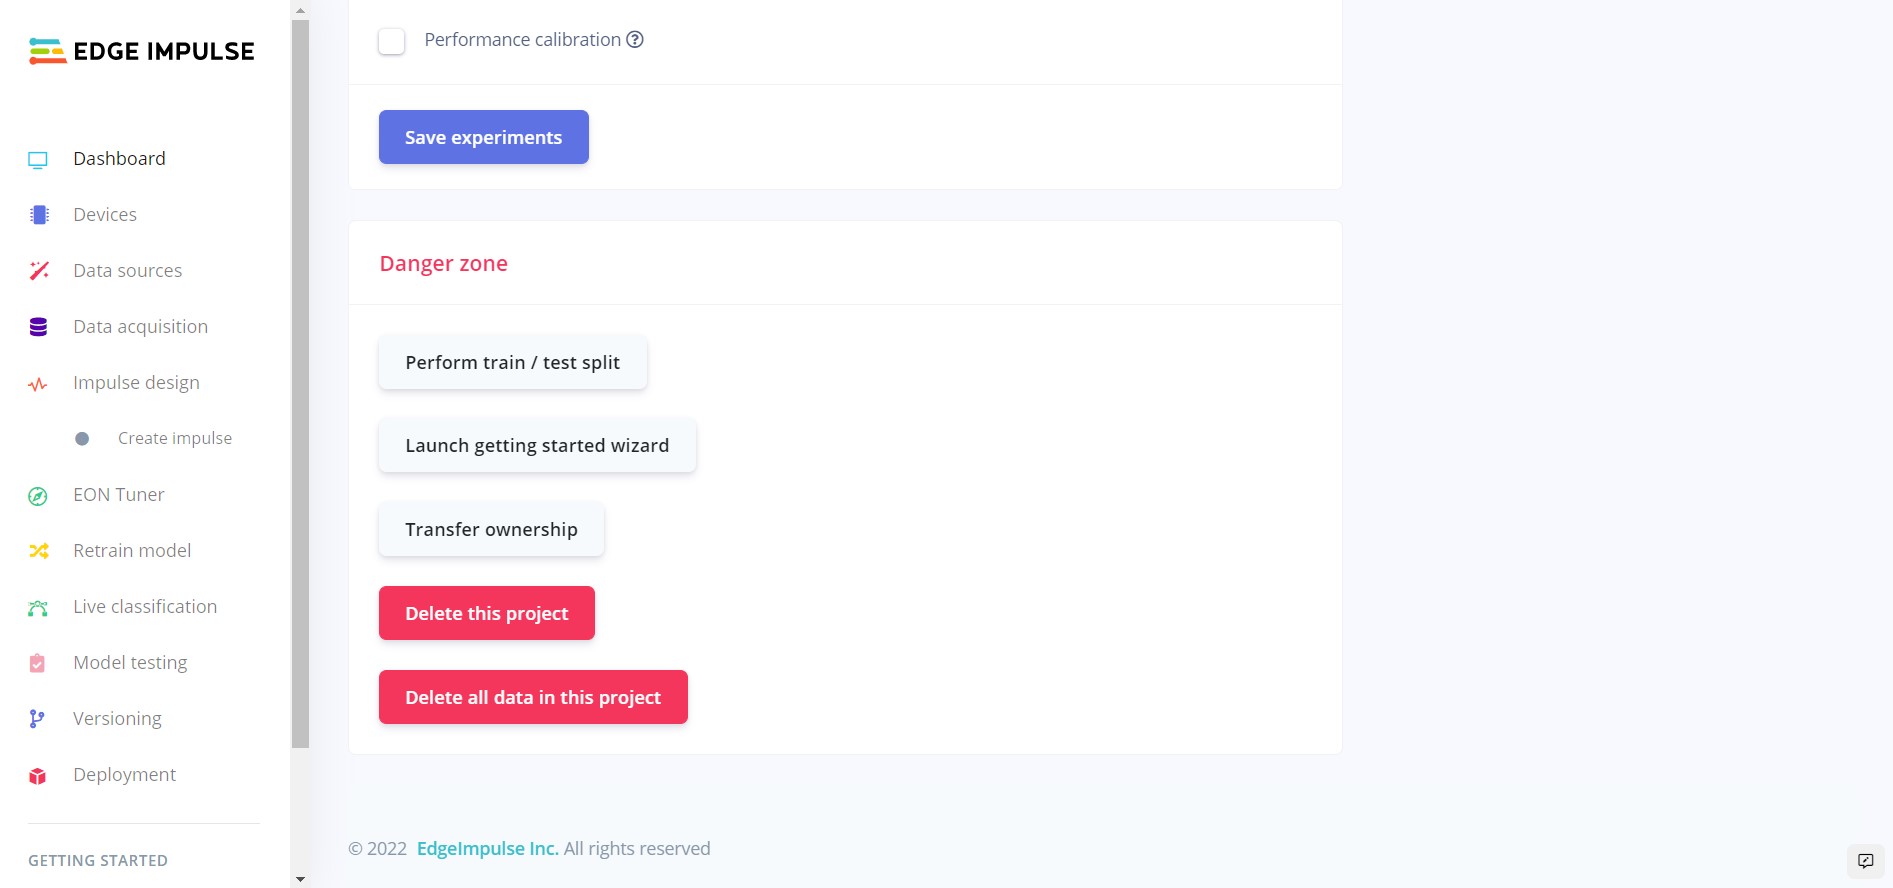 EDGE IMPULSE
Dashboard
Devices
Data sources
Data acquisition
Impulse design
Create impulse
EON Tuner
Retrain model
Live classification
Model testing
Versioning
Deployment
GETTING STARTED
Performance calibration
Save experiments
Danger zone
Perform train / test split
Launch getting started wizard
Transfer ownership
Delete this project
Delete all data in this project
© 2022 EdgeImpulse Inc. All rights reserved